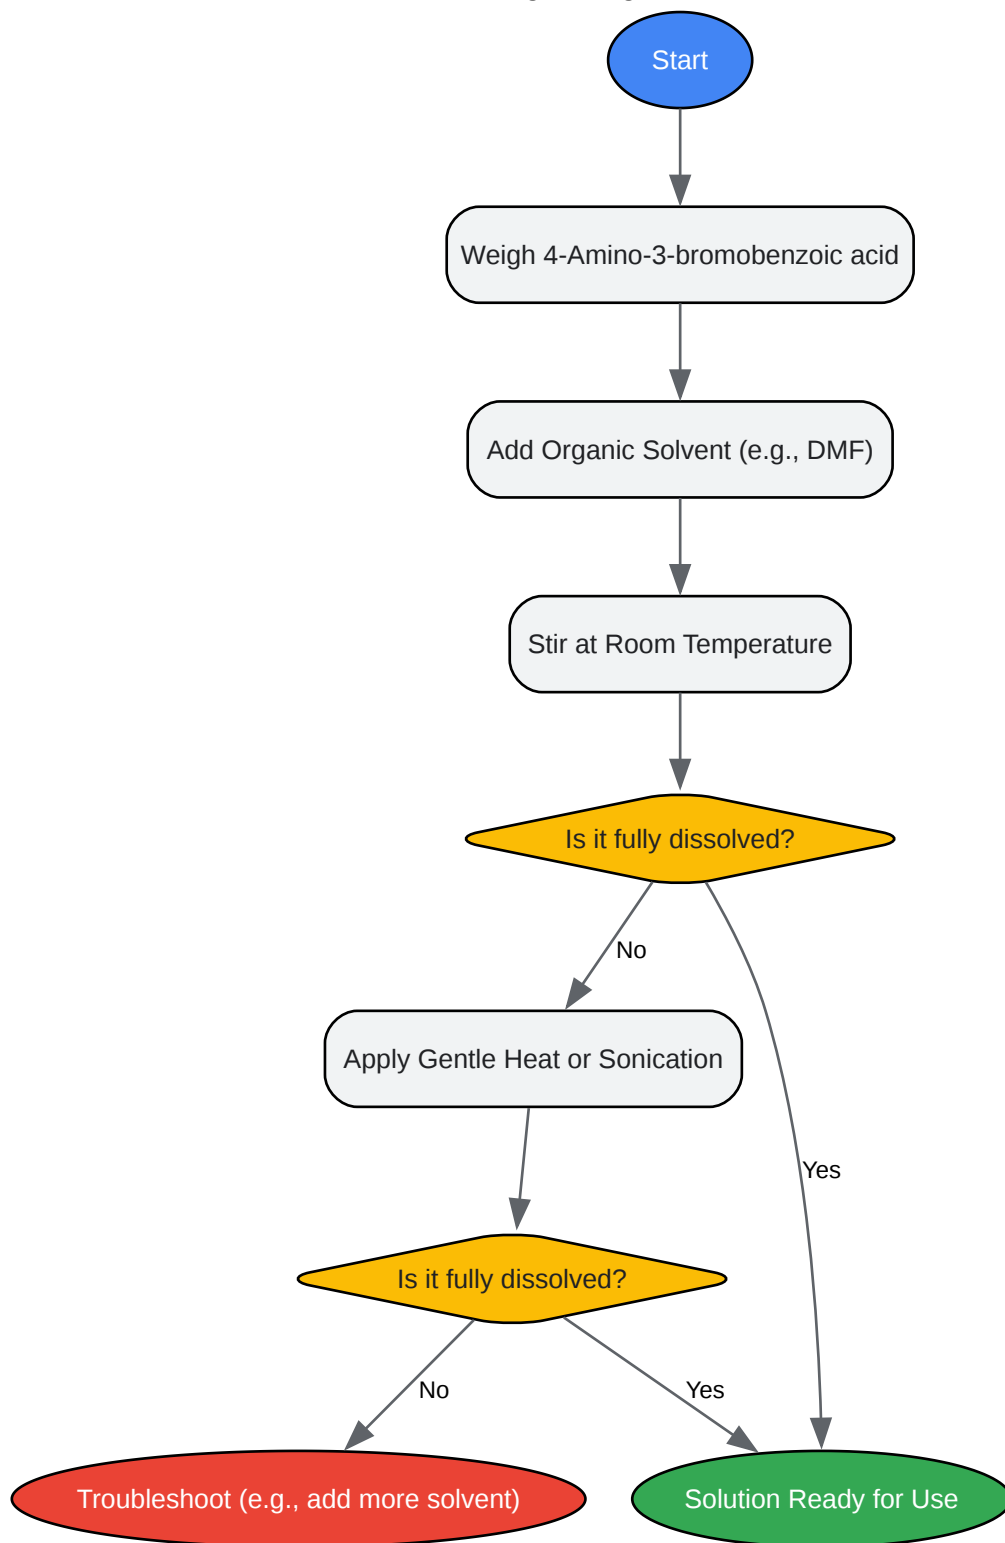 Start
Weigh 4-Amino-3-bromobenzoic acid
Add Organic Solvent (e.g., DMF)
Stir at Room Temperature
Is it fully dissolved?
No
Apply Gentle Heat or Sonication
Yes
Is it fully dissolved?
No
Yes
Troubleshoot (e.g., add more solvent)
Solution Ready for Use